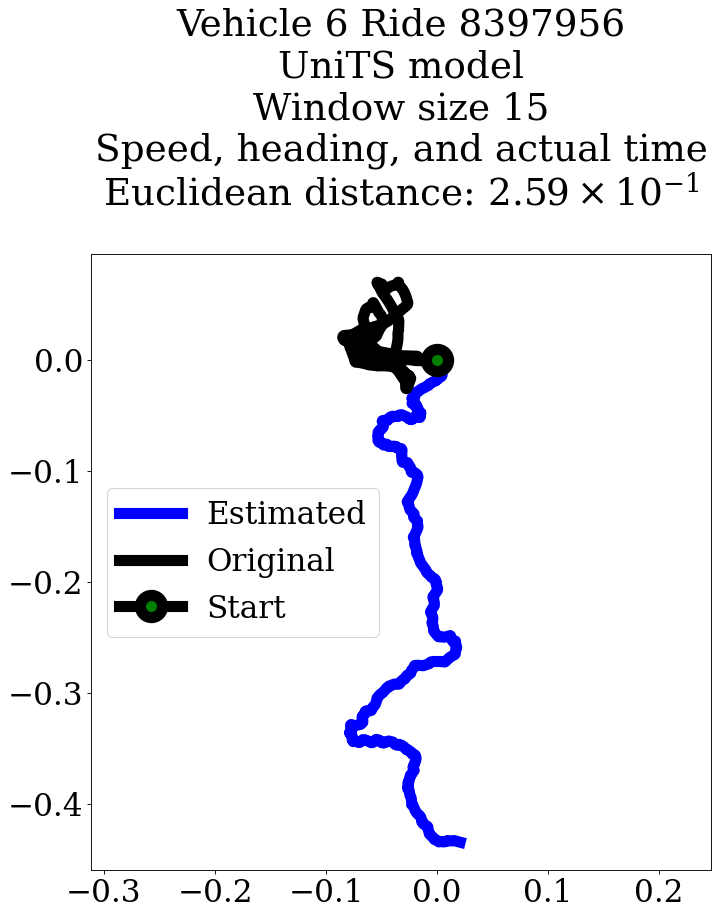 Vehicle 6 Ride 8397956
UniTS model
Window size 15
Speed, heading, and actual time
Euclidean distance: 2.59 × 10⁻¹
0.0
−0.1
−0.2
−0.3
−0.4
Estimated
Original
Start
−0.3 −0.2 −0.1 0.0 0.1 0.2